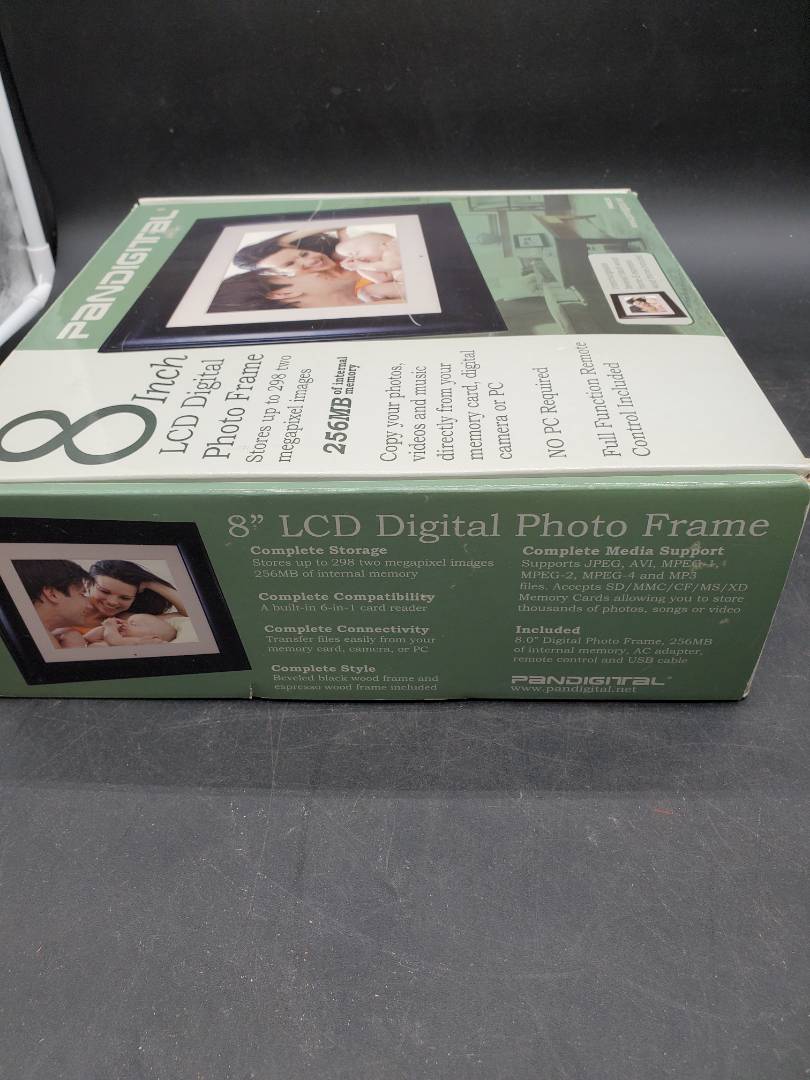 PANDIGITAL
8 Inch
LCD Digital
Photo Frame
Stores up to 298 two
megapixel images
256MB of internal
memory
Copy your photos,
videos and music
directly from your
memory card, digital
camera or PC
NO PC Required
Full Function Remote
Control Included
8" LCD Digital Photo Frame
Complete Storage
Stores up to 298 two megapixel images
256MB of internal memory
Complete Compatibility
A built-in 6-in-1 card reader
Complete Connectivity
Transfer files easily from your
memory card, camera, or PC
Complete Style
Beveled black wood frame and
espresso wood frame included
Complete Media Support
Supports JPEG, AVI, MPEG-1,
MPEG-2, MPEG-4 and MP3
files. Accepts SD/MMC/CF/MS/XD
Memory Cards allowing you to store
thousands of photos, songs or video
Included
8.0" Digital Photo Frame, 256MB
of internal memory, AC adapter,
remote control and USB cable
PANDIGITAL®
www.pandigital.net